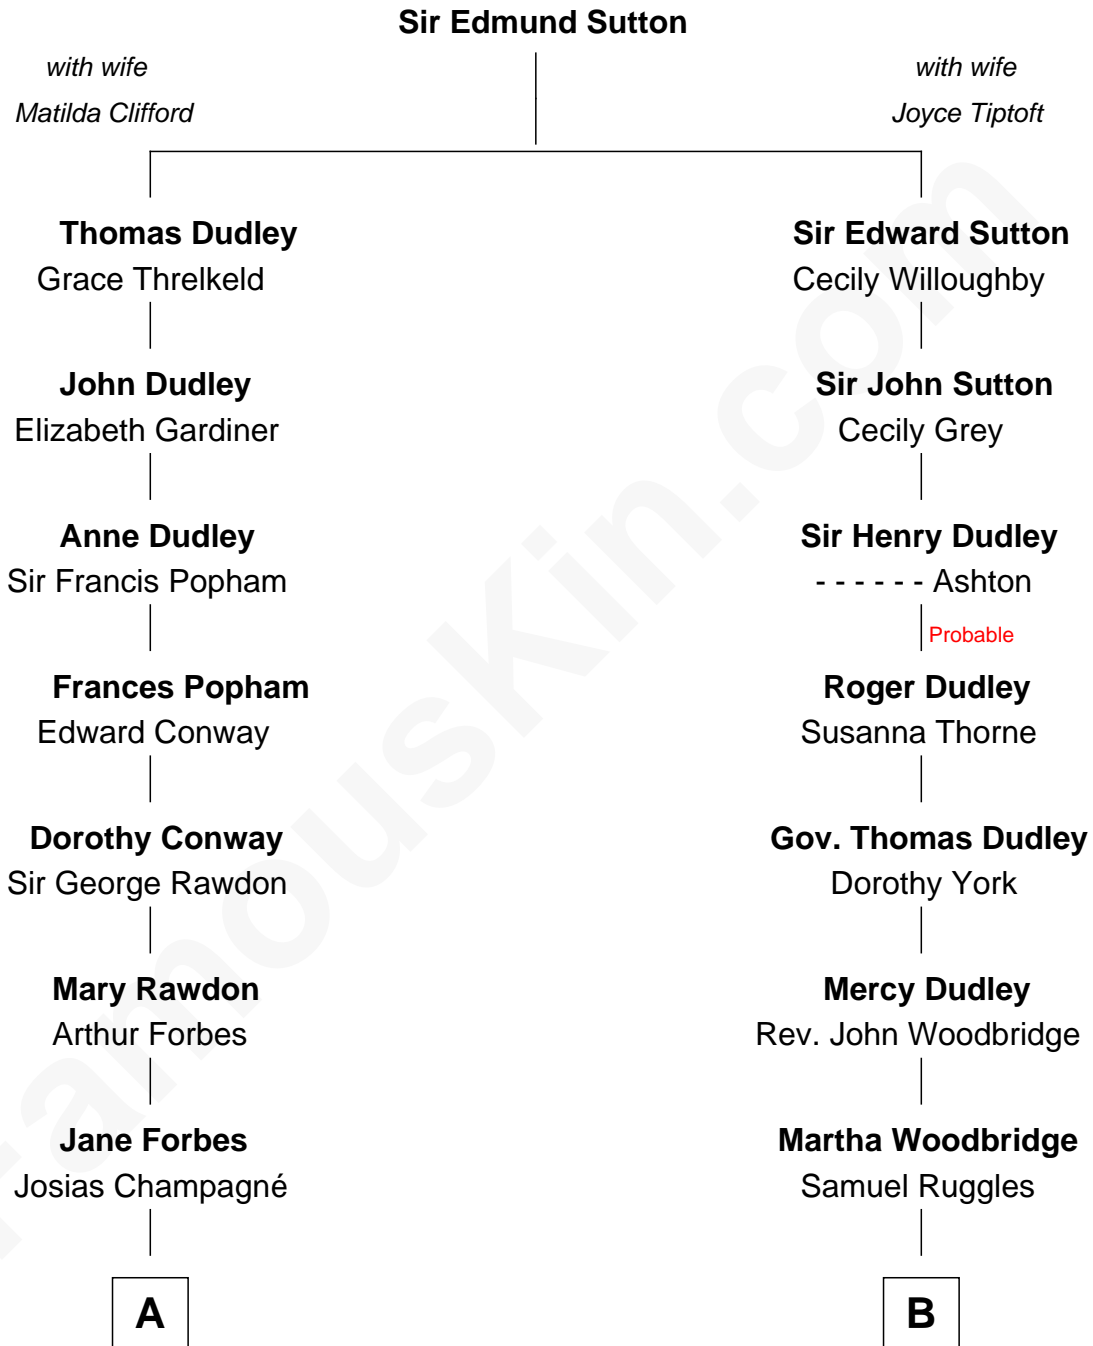 Sir Edmund Sutton
with wife
Matilda Clifford
with wife
Joyce Tiptoft
Thomas Dudley
Grace Threlkeld
Sir Edward Sutton
Cecily Willoughby
John Dudley
Elizabeth Gardiner
Sir John Sutton
Cecily Grey
Anne Dudley
Sir Francis Popham
Sir Henry Dudley
- - - - - - Ashton
Probable
Frances Popham
Edward Conway
Roger Dudley
Susanna Thorne
Dorothy Conway
Sir George Rawdon
Gov. Thomas Dudley
Dorothy York
Mary Rawdon
Arthur Forbes
Mercy Dudley
Rev. John Woodbridge
Jane Forbes
Josias Champagné
Martha Woodbridge
Samuel Ruggles
A
B
FamousKin.com